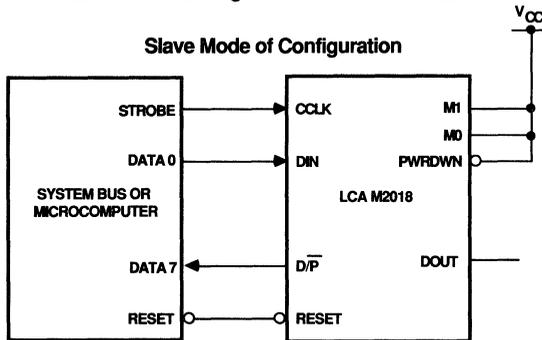 VCC
Slave Mode of Configuration
STROBE
DATA 0
SYSTEM BUS OR
MICROCOMPUTER
DATA 7
RESET
CCLK
DIN
D/P̅
RESET
LCA M2018
M1
M0
PWRDWN
DOUT